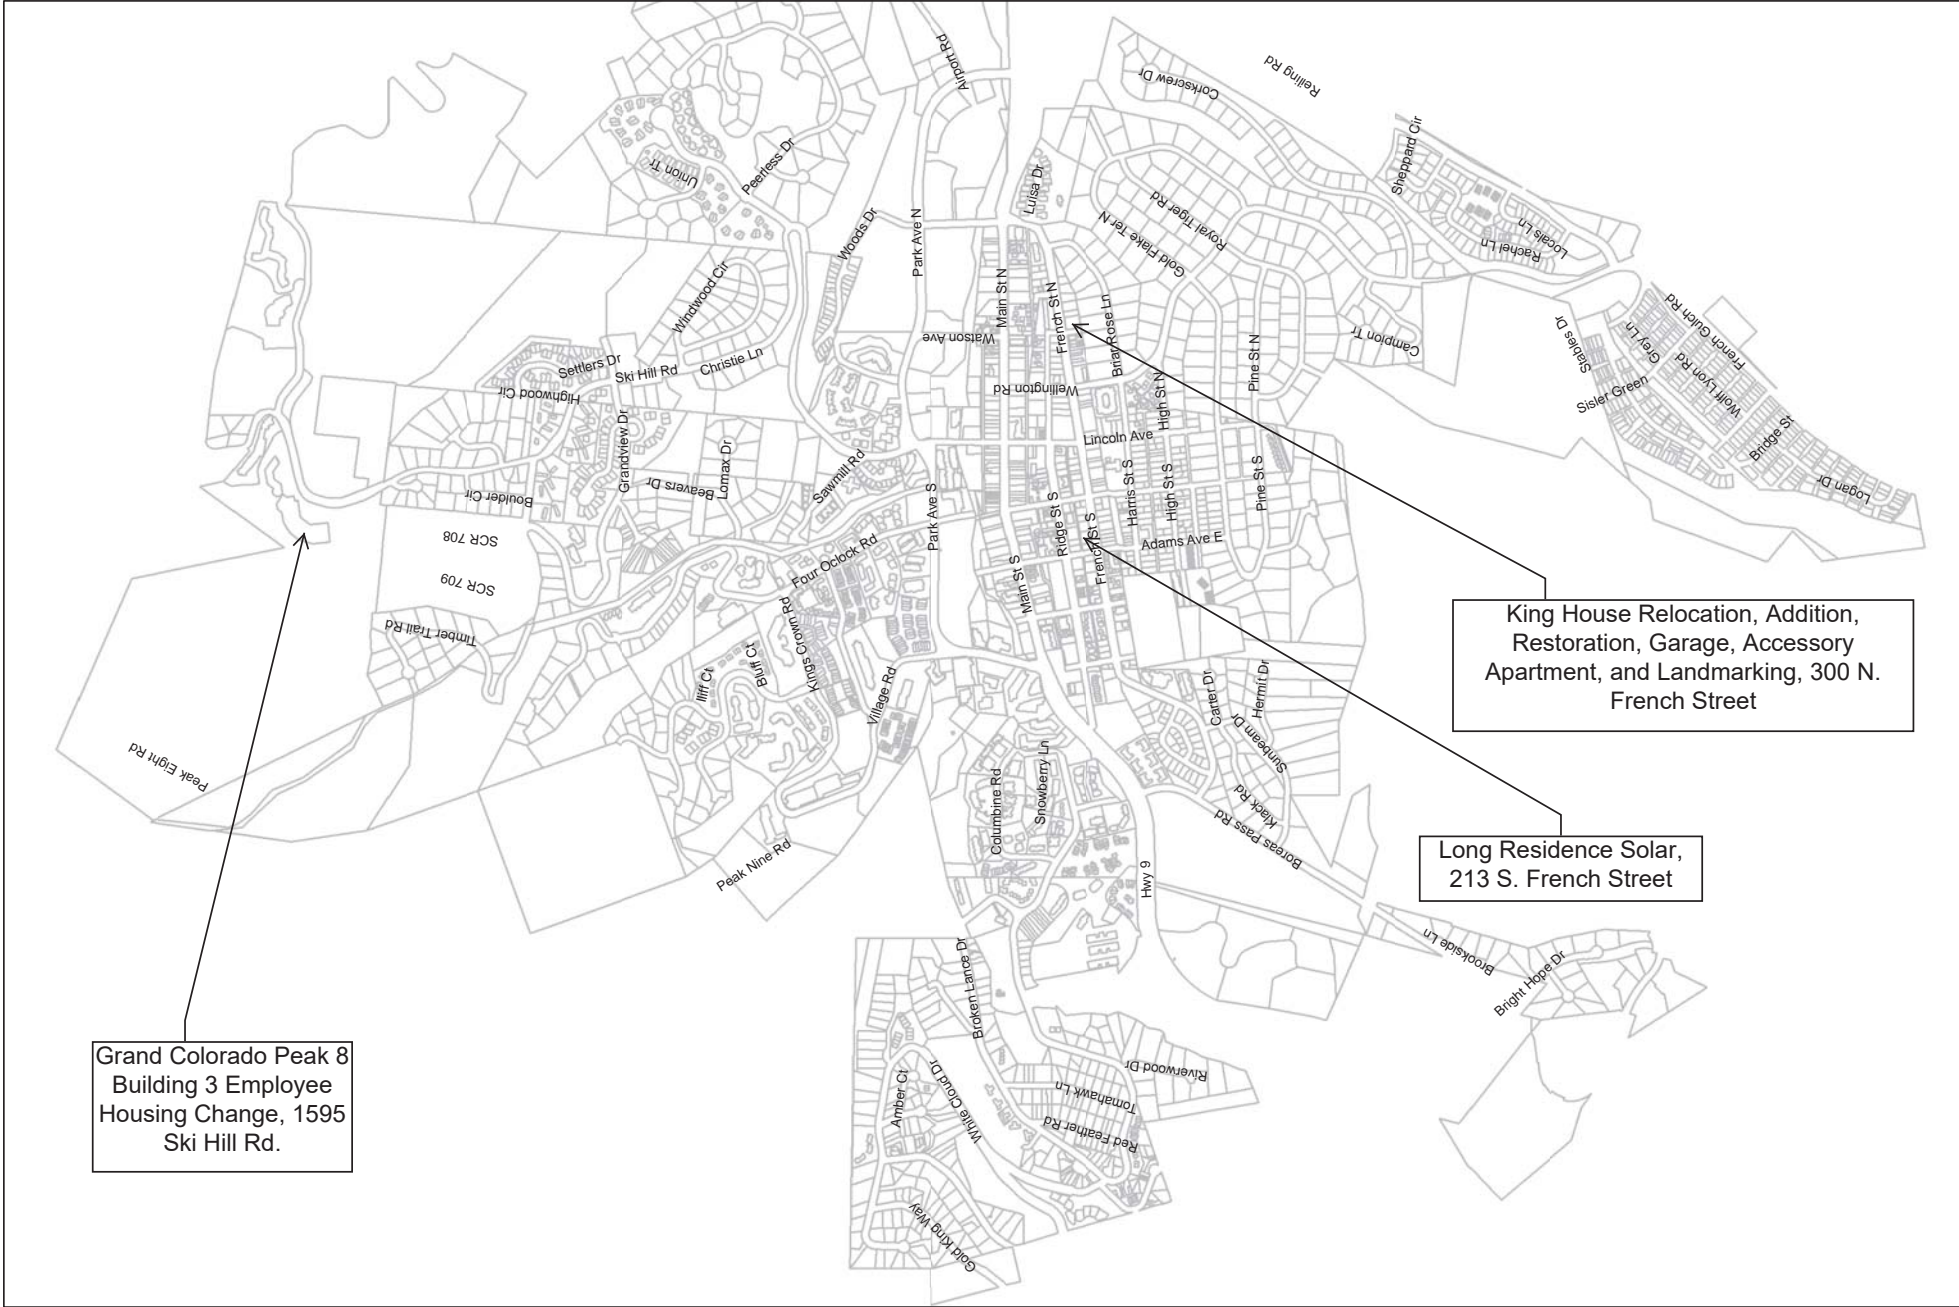 Airport Rd
Reiling Rd
Corkscrew Dr
Sheppard Cir
Peerless Dr
Union Tr
Luisa Dr
Royal Tiger Rd
Gold Flake Ter N
Locals Ln
Rachel Ln
Woods Dr
Park Ave N
Main St N
French St N
Briar Rose Ln
Windwood Cir
Watson Ave
Pine St N
Campion Tr
Stables Dr
Grey Ln
French Gulch Rd
Wolff Lyon Rd
Settlers Dr
Ski Hill Rd
Christie Ln
Highwood Cir
Wellington Rd
High St N
Sisler Green
Bridge St
Lincoln Ave
Grandview Dr
Lomax Dr
Beavers Dr
Sawmill Rd
Boulder Cir
Park Ave S
Ridge St S
Harris St S
High St S
Pine St S
Logan Dr
SCR 708
SCR 709
Four Oclock Rd
Main St S
French St S
Adams Ave E
Timber Trail Rd
Kings Crown Rd
Bluff Ct
Iliff Ct
Village Rd
Carter Dr
Hermit Dr
Sunbeam Dr
King House Relocation, Addition,
Restoration, Garage, Accessory
Apartment, and Landmarking, 300 N.
French Street
Peak Eight Rd
Columbine Rd
Snowberry Ln
Klack Rd
Boreas Pass Rd
Peak Nine Rd
Hwy 9
Long Residence Solar,
213 S. French Street
Broken Lance Dr
Brookside Ln
Bright Hope Dr
Grand Colorado Peak 8
Building 3 Employee
Housing Change, 1595
Ski Hill Rd.
Amber Ct
White Cloud Dr
Riverwood Dr
Tomahawk Ln
Red Feather Rd
Gold King Way